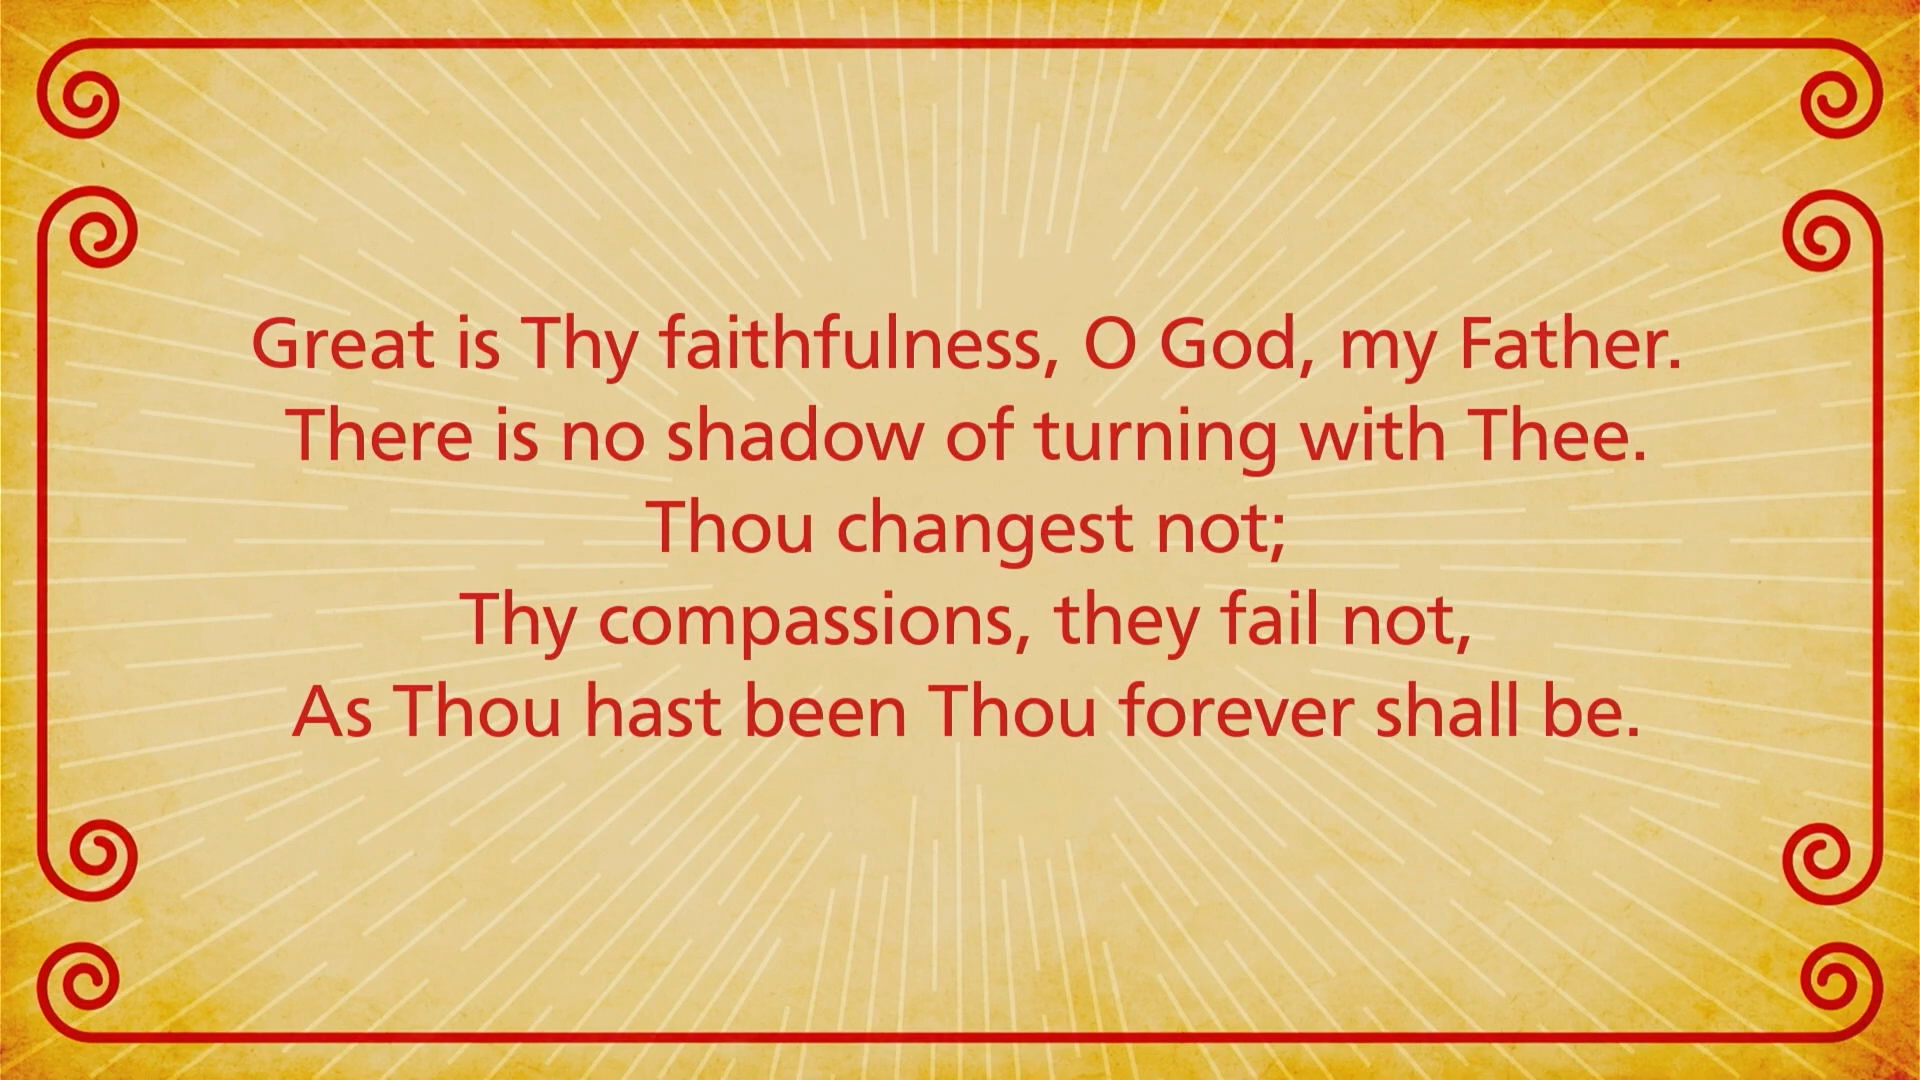 Great is Thy faithfulness, O God, my Father.
There is no shadow of turning with Thee.
Thou changest not;
Thy compassions, they fail not,
As Thou hast been Thou forever shall be.